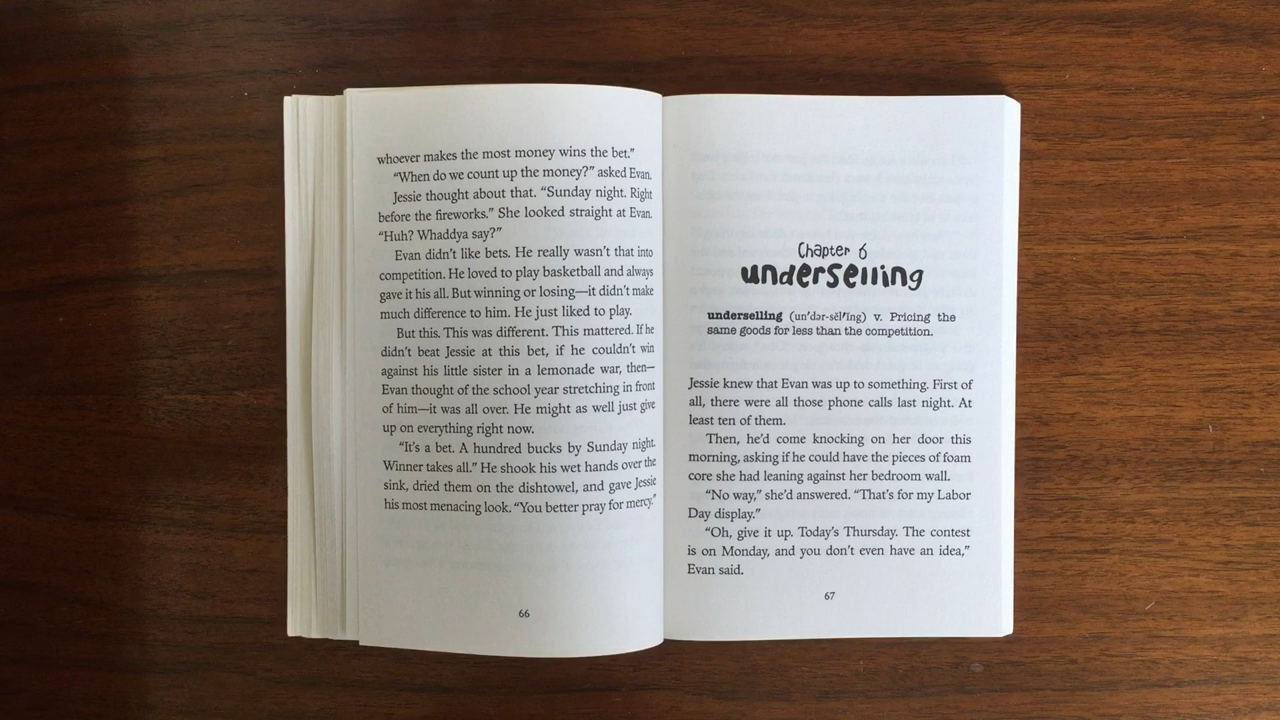 whoever makes the most money wins the bet.”
“When do we count up the money?” asked Evan.
Jessie thought about that. “Sunday night. Right
before the fireworks.” She looked straight at Evan.
“Huh? Whaddya say?”
Evan didn’t like bets. He really wasn’t that into
competition. He loved to play basketball and always
gave it his all. But winning or losing—it didn’t make
much difference to him. He just liked to play.
But this. This was different. This mattered. If he
didn’t beat Jessie at this bet, if he couldn’t win
against his little sister in a lemonade war, then—
Evan thought of the school year stretching in front
of him—it was all over. He might as well just give
up on everything right now.
“It’s a bet. A hundred bucks by Sunday night.
Winner takes all.” He shook his wet hands over the
sink, dried them on the dishtowel, and gave Jessie
his most menacing look. “You better pray for mercy.”
66
Chapter 6
underselling
underselling (un′dər-sĕl′īng) v. Pricing the
same goods for less than the competition.
Jessie knew that Evan was up to something. First of
all, there were all those phone calls last night. At
least ten of them.
Then, he’d come knocking on her door this
morning, asking if he could have the pieces of foam
core she had leaning against her bedroom wall.
“No way,” she’d answered. “That’s for my Labor
Day display.”
“Oh, give it up. Today’s Thursday. The contest
is on Monday, and you don’t even have an idea,”
Evan said.
67